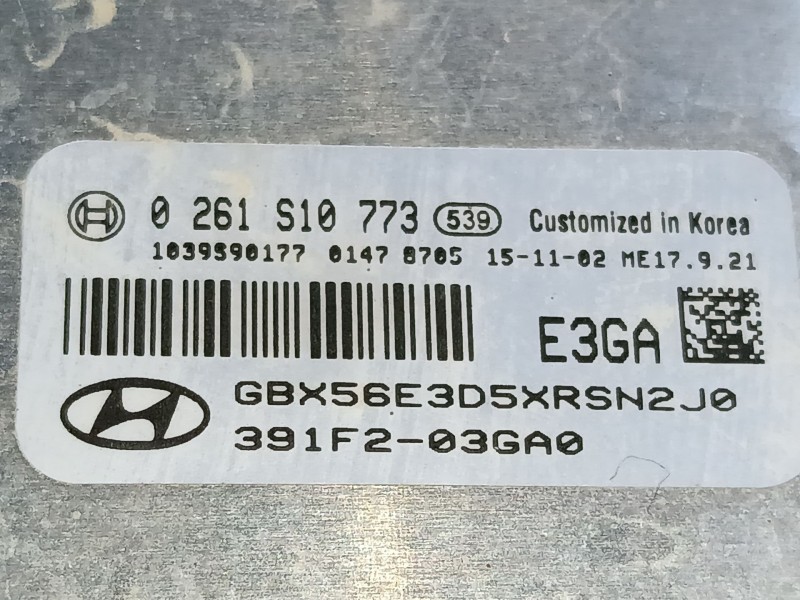 0 261 S10 773 539 Customized in Korea
1039S90177 0147 8705 15-11-02 ME17.9.21
E3GA
GBX56E3D5XRSN2J0
391F2-03GA0